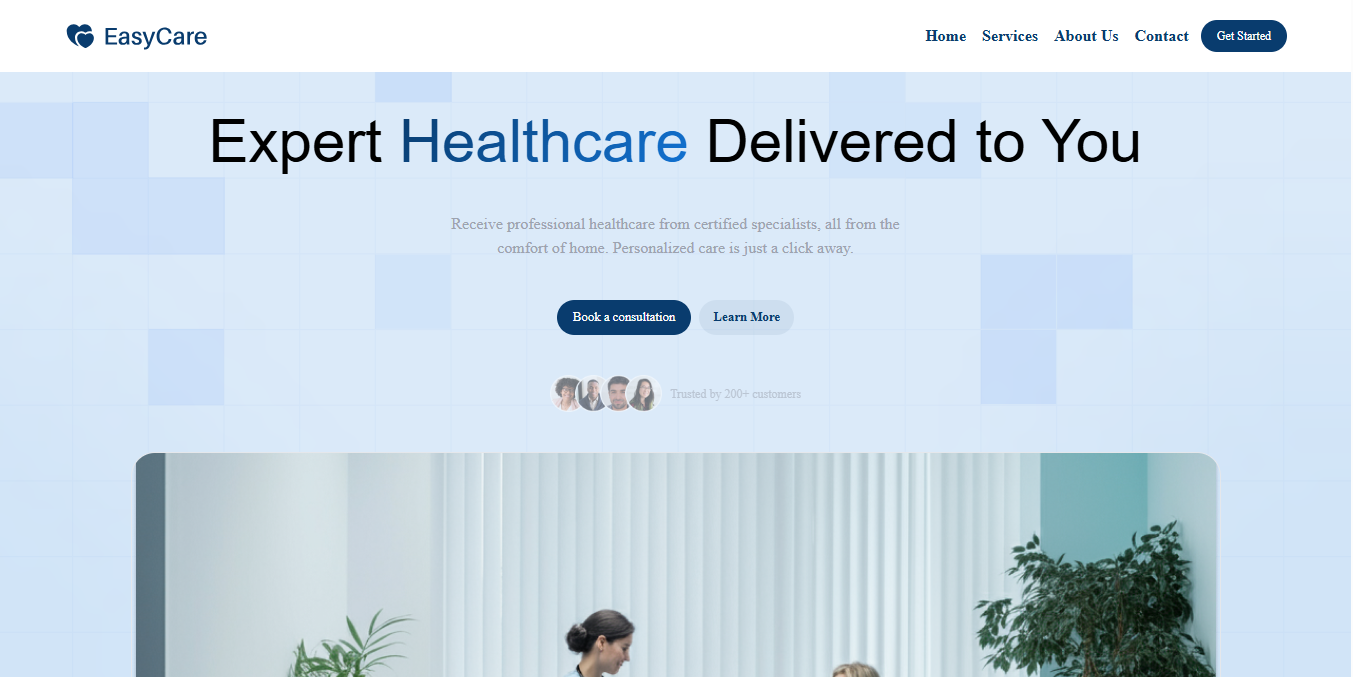 EasyCare
Home Services About Us Contact Get Started
Expert Healthcare Delivered to You
Receive professional healthcare from certified specialists, all from the
comfort of home. Personalized care is just a click away.
Book a consultation Learn More
Trusted by 200+ customers